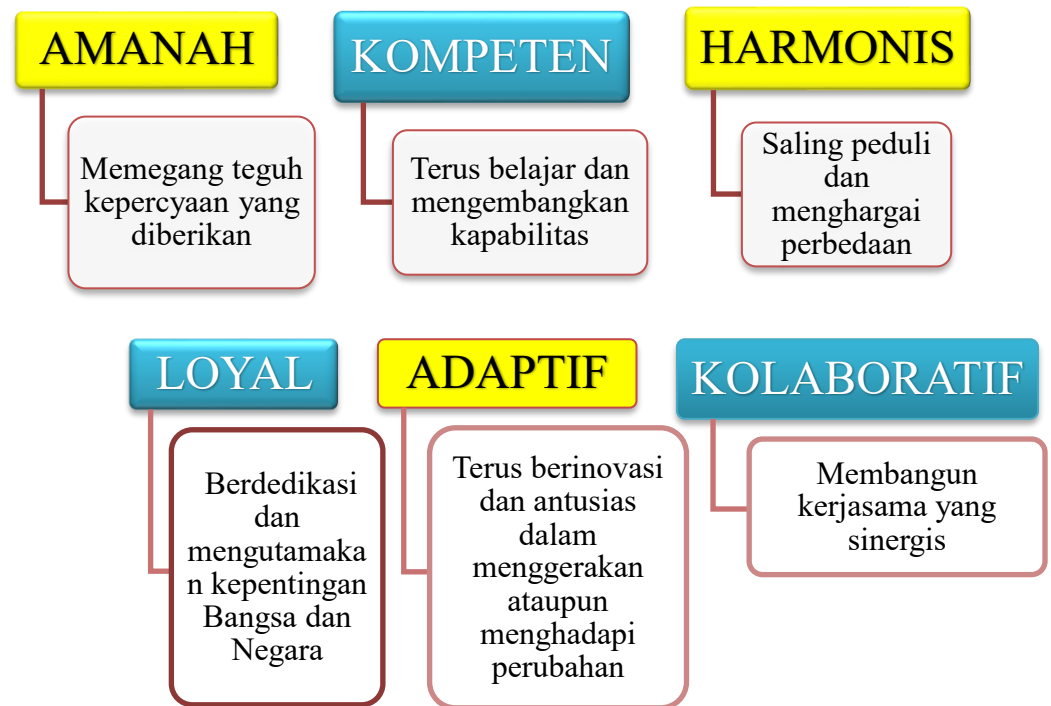 AMANAH
Memegang teguh
kepercyaan yang
diberikan
KOMPETEN
Terus belajar dan
mengembangkan
kapabilitas
HARMONIS
Saling peduli
dan
menghargai
perbedaan
LOYAL
Berdedikasi
dan
mengutamaka
n kepentingan
Bangsa dan
Negara
ADAPTIF
Terus berinovasi
dan antusias
dalam
menggerakan
ataupun
menghadapi
perubahan
KOLABORATIF
Membangun
kerjasama yang
sinergis